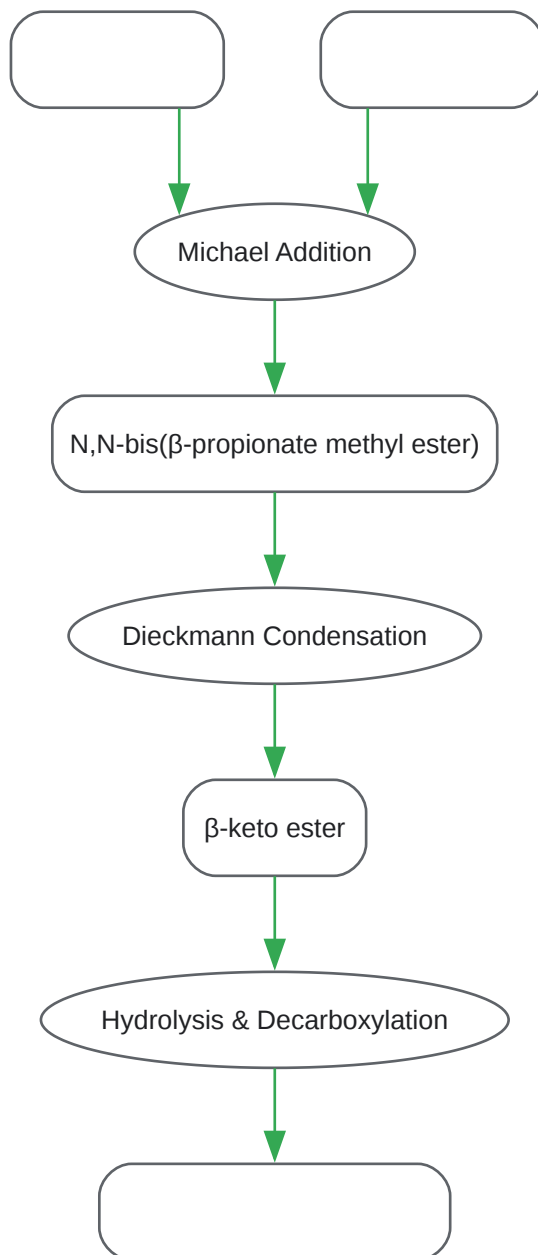 Michael Addition
N,N-bis(β-propionate methyl ester)
Dieckmann Condensation
β-keto ester
Hydrolysis & Decarboxylation